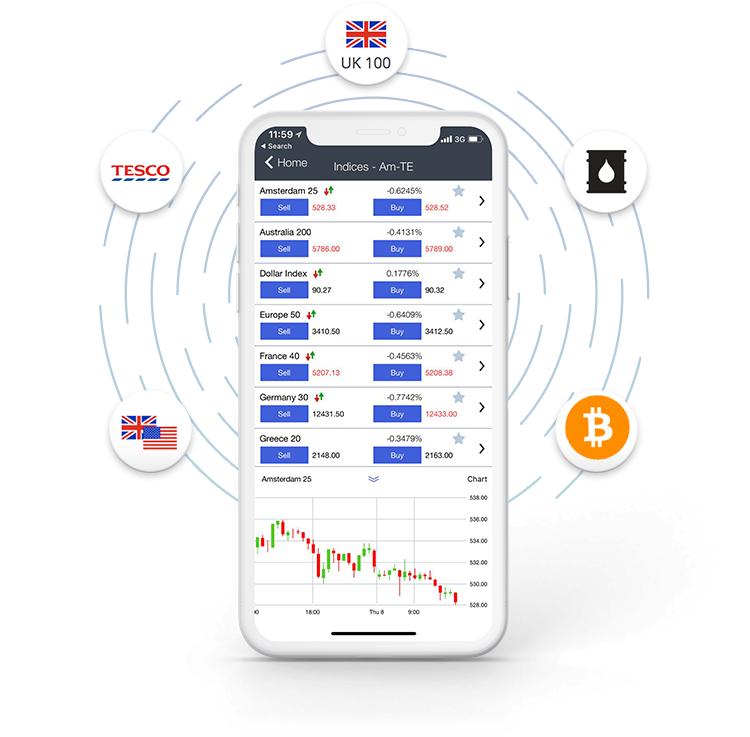 UK 100
TESCO
11:59
3G
Search
Home
Indices - Am-TE
Amsterdam 25 -0.6245%
Sell 528.33 Buy 528.52
Australia 200 -0.4131%
Sell 5786.00 Buy 5789.00
Dollar Index 0.1776%
Sell 90.27 Buy 90.32
Europe 50 -0.6409%
Sell 3410.50 Buy 3412.50
France 40 -0.4563%
Sell 5207.13 Buy 5208.38
Germany 30 -0.7742%
Sell 12431.50 Buy 12433.00
Greece 20 -0.3479%
Sell 2148.00 Buy 2163.00
Amsterdam 25 Chart
538.00
536.00
534.00
532.00
530.00
528.00
18:00 Thu 8 9:00